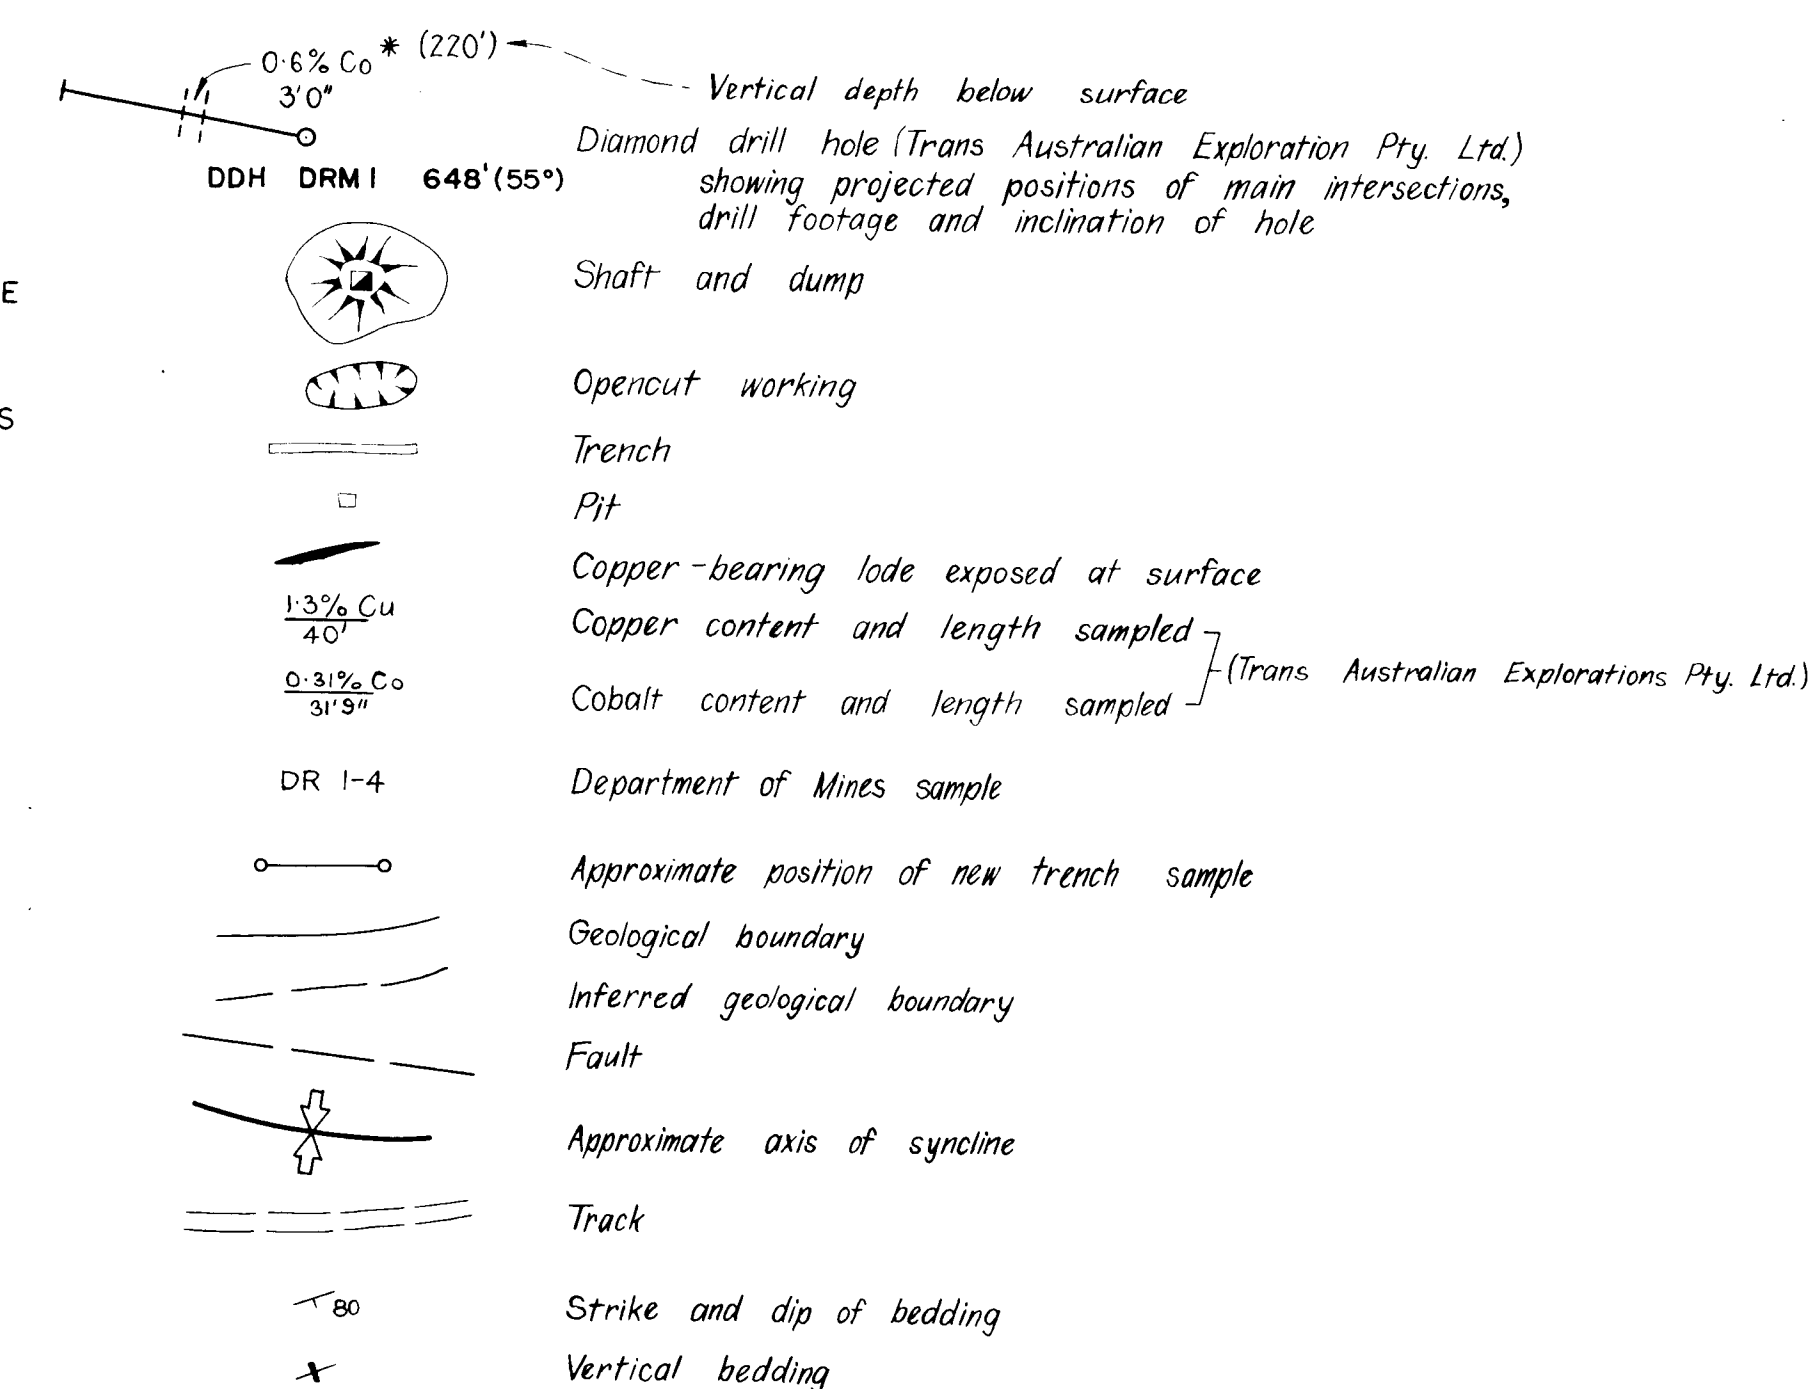 0·6% Co * (220')
3'0"
Vertical depth below surface
DDH DRM 1 648'(55°)
Diamond drill hole (Trans Australian Exploration Pty. Ltd.)
showing projected positions of main intersections,
drill footage and inclination of hole
Shaft and dump
E
Opencut working
S
Trench
Pit
Copper-bearing lode exposed at surface
1·3% Cu
40'
Copper content and length sampled
(Trans Australian Explorations Pty. Ltd.)
0·31% Co
31'9"
Cobalt content and length sampled
DR 1-4
Department of Mines sample
Approximate position of new trench sample
Geological boundary
Inferred geological boundary
Fault
Approximate axis of syncline
Track
80
Strike and dip of bedding
Vertical bedding